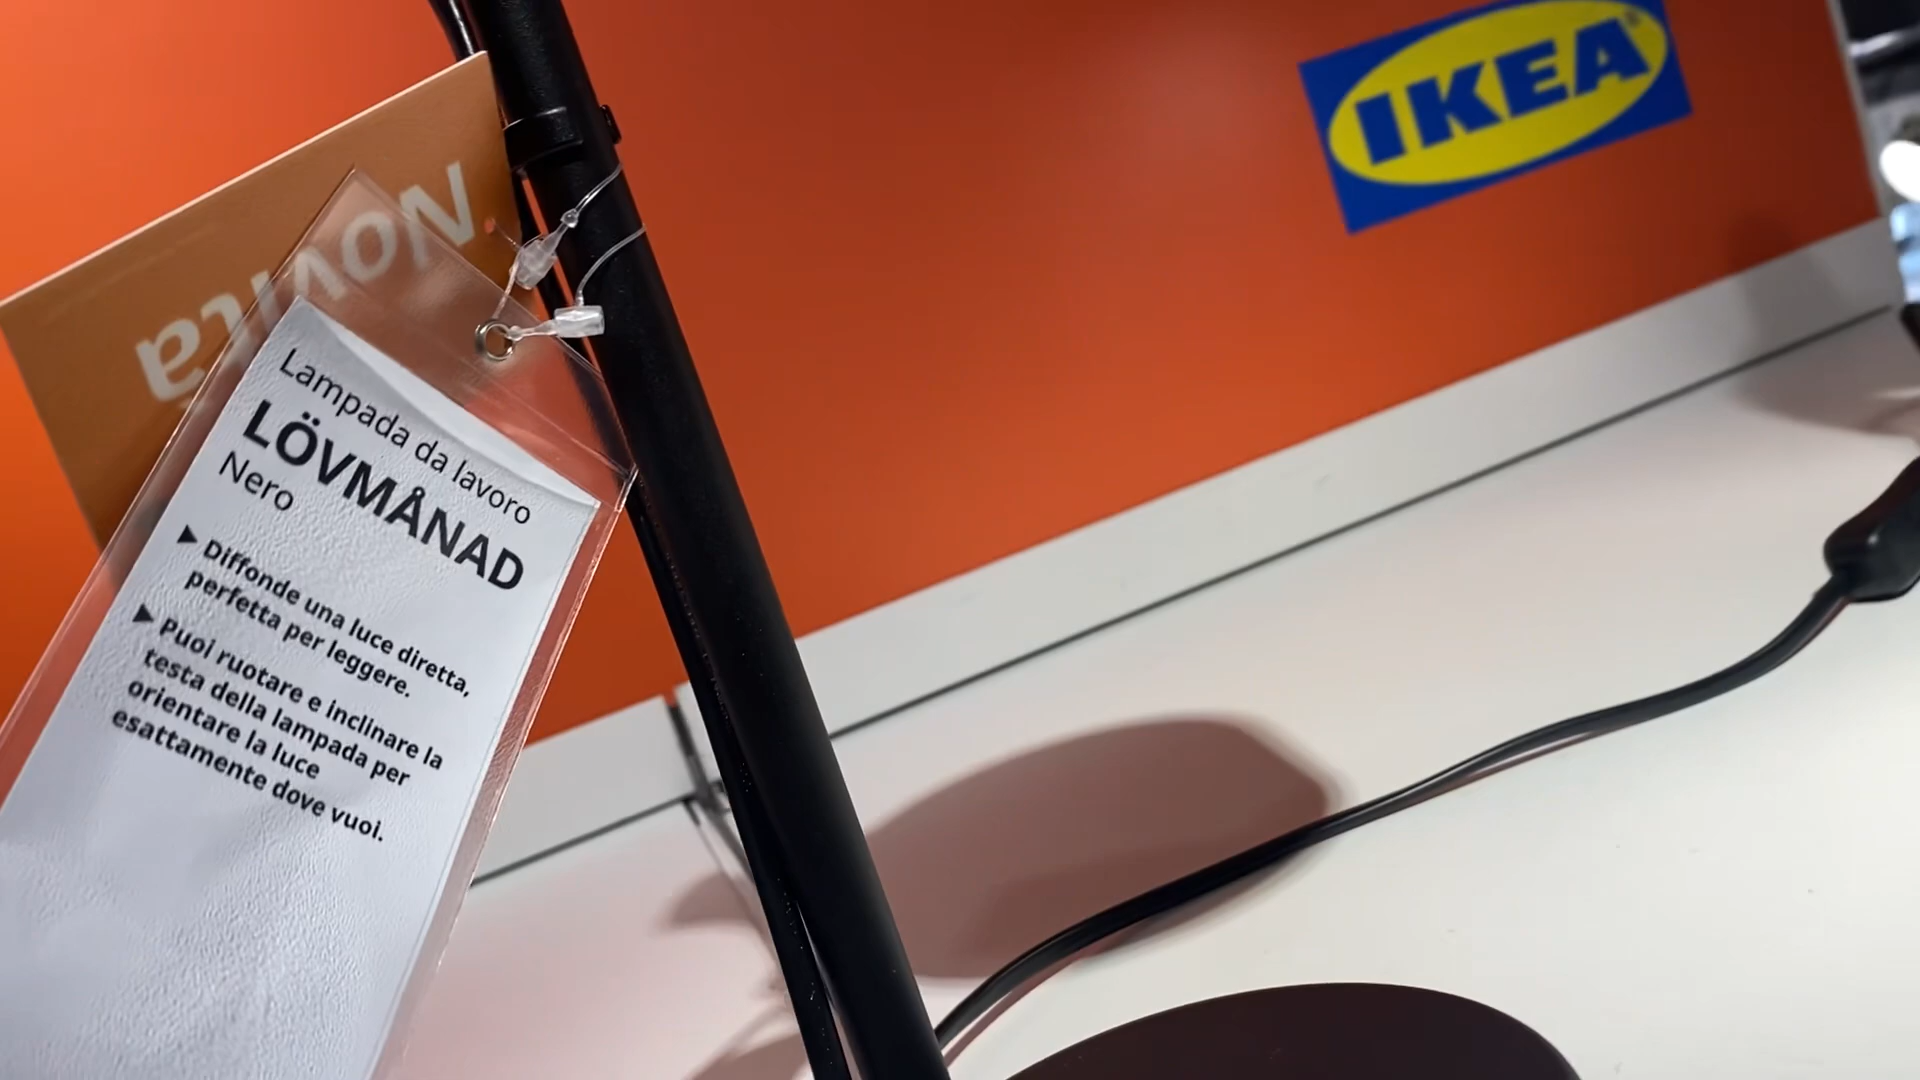 IKEA
Novità
Lampada da lavoro
LÖVMÅNAD
Nero
▶ Diffonde una luce diretta,
perfetta per leggere.
▶ Puoi ruotare e inclinare la
testa della lampada per
orientare la luce
esattamente dove vuoi.